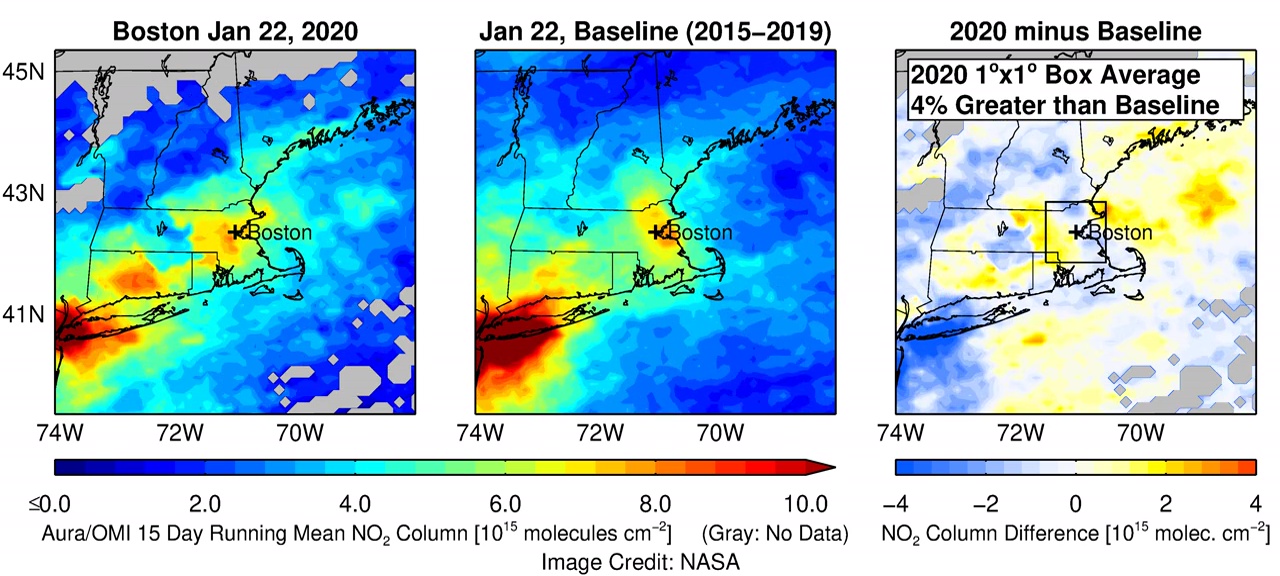 Boston Jan 22, 2020
Jan 22, Baseline (2015−2019)
2020 minus Baseline
45N
43N
41N
2020 1°x1° Box Average
4% Greater than Baseline
Boston
Boston
Boston
74W 72W 70W
74W 72W 70W
74W 72W 70W
≤0.0 2.0 4.0 6.0 8.0 10.0
−4 −2 0 2 4
Aura/OMI 15 Day Running Mean NO₂ Column [10¹⁵ molecules cm⁻²] (Gray: No Data)
NO₂ Column Difference [10¹⁵ molec. cm⁻²]
Image Credit: NASA